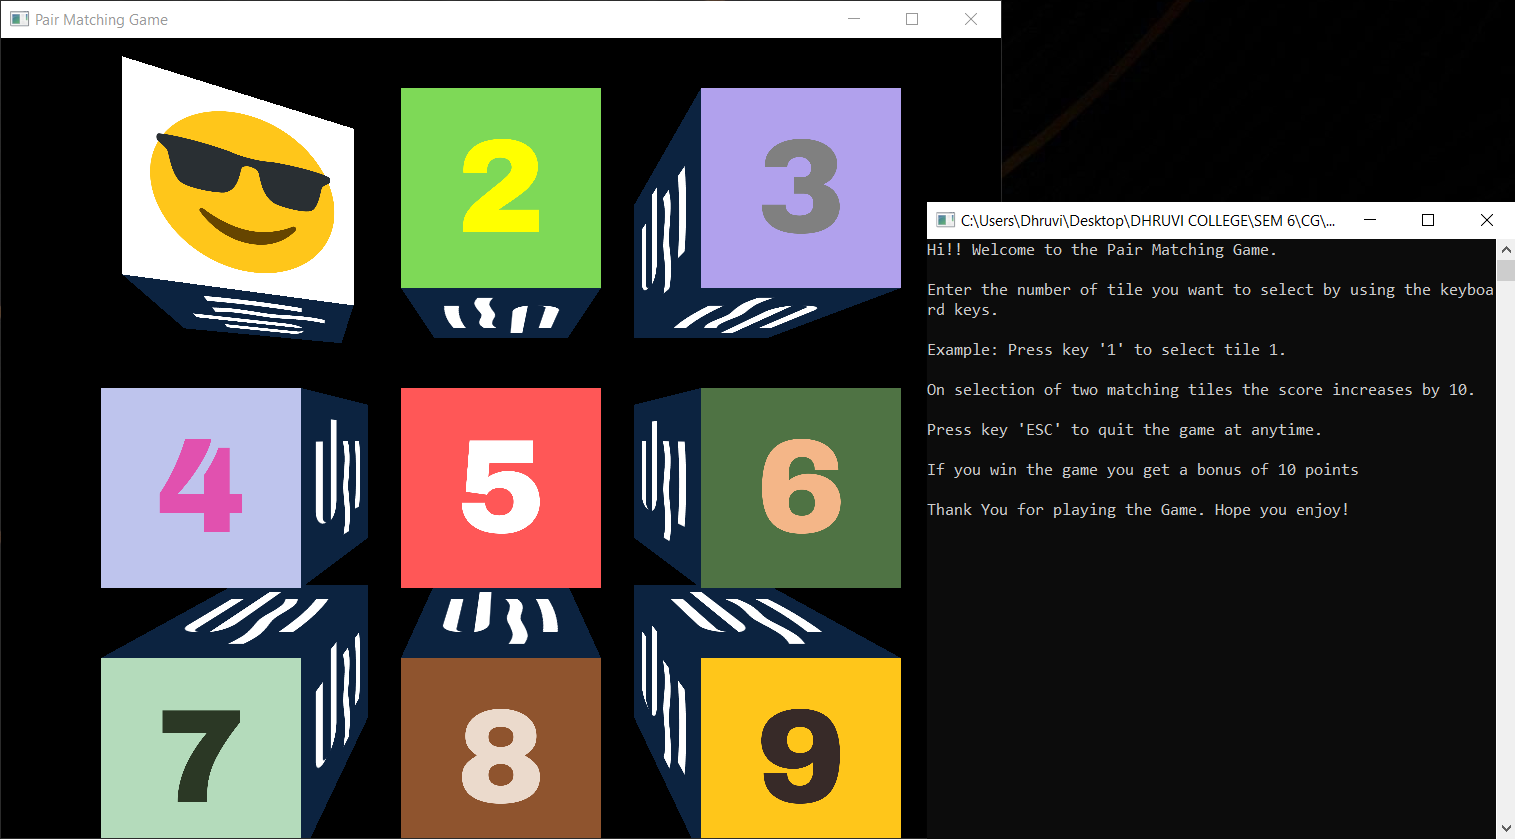 Pair Matching Game
2
3
4
5
6
7
8
9
C:\Users\Dhruvi\Desktop\DHRUVI COLLEGE\SEM 6\CG\...
Hi!! Welcome to the Pair Matching Game.
Enter the number of tile you want to select by using the keyboa
rd keys.
Example: Press key '1' to select tile 1.
On selection of two matching tiles the score increases by 10.
Press key 'ESC' to quit the game at anytime.
If you win the game you get a bonus of 10 points
Thank You for playing the Game. Hope you enjoy!